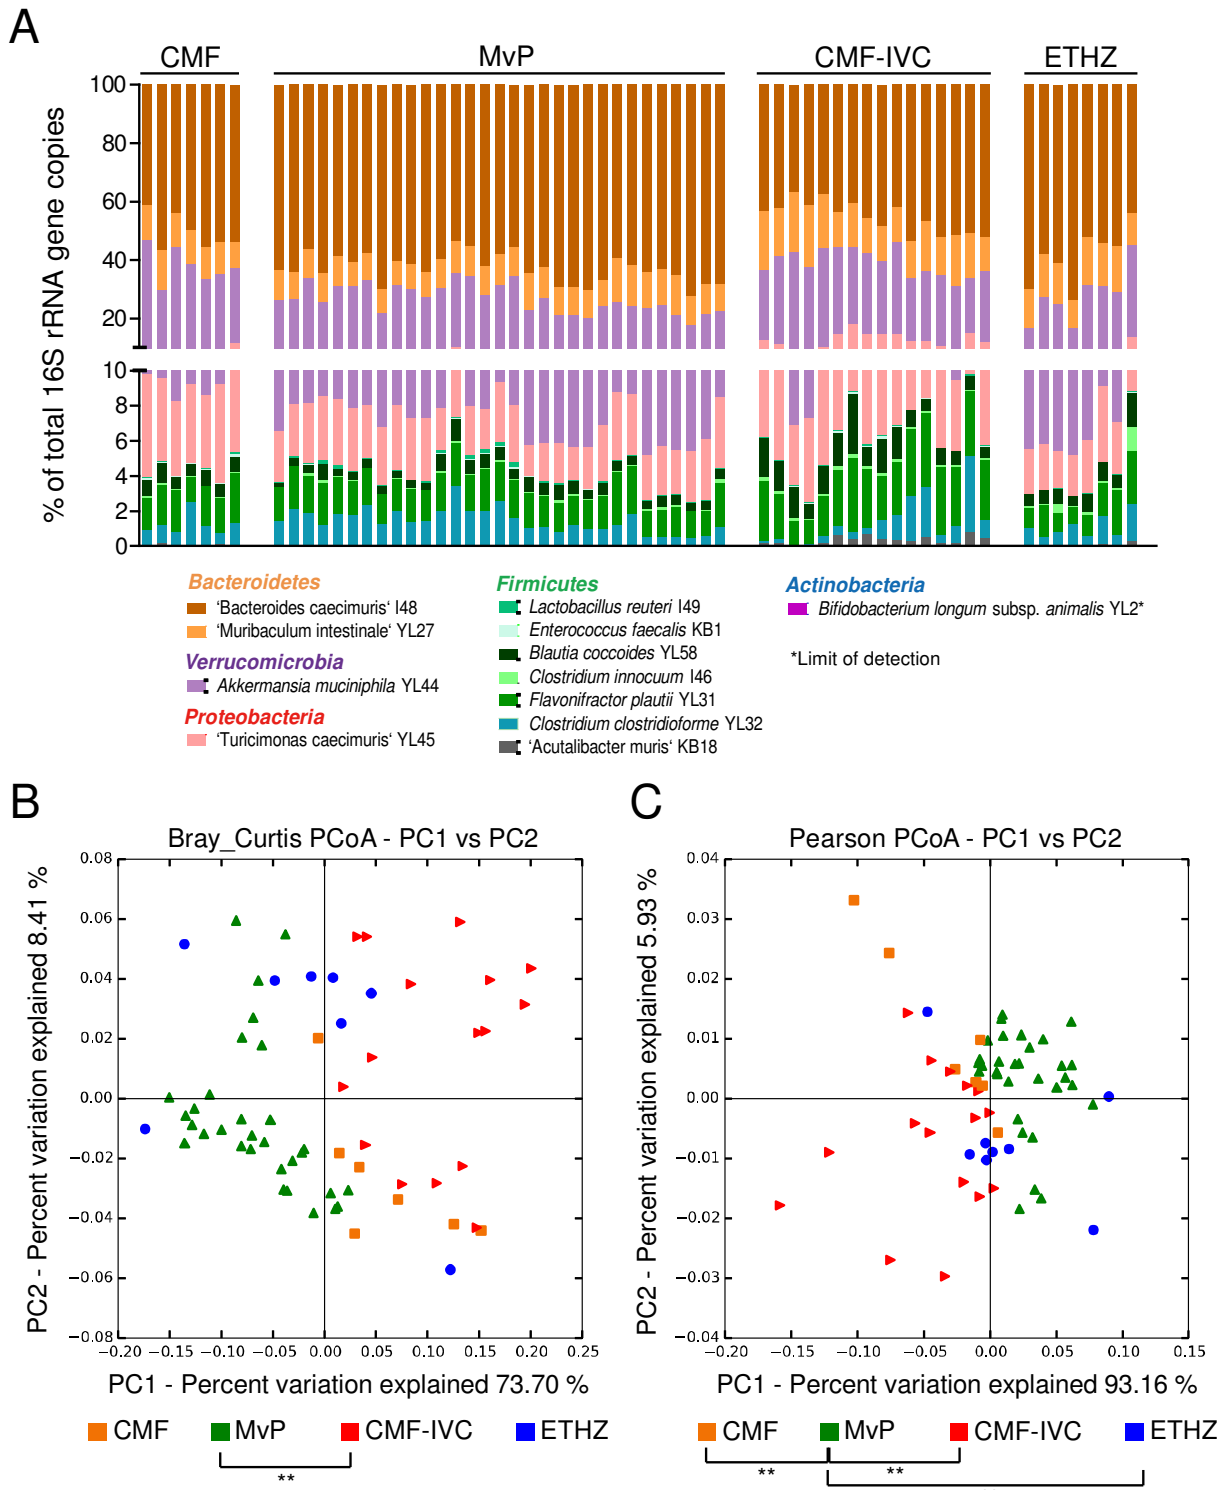 A
CMF MvP CMF-IVC ETHZ
% of total 16S rRNA gene copies
100
80
60
40
20
10
8
6
4
2
0
Bacteroidetes
'Bacteroides caecimuris' I48
'Muribaculum intestinale' YL27
Verrucomicrobia
Akkermansia muciniphila YL44
Proteobacteria
'Turicimonas caecimuris' YL45
Firmicutes
Lactobacillus reuteri I49
Enterococcus faecalis KB1
Blautia coccoides YL58
Clostridium innocuum I46
Flavonifractor plautii YL31
Clostridium clostridioforme YL32
'Acutalibacter muris' KB18
Actinobacteria
Bifidobacterium longum subsp. animalis YL2*
*Limit of detection
B
Bray_Curtis PCoA - PC1 vs PC2
PC2 - Percent variation explained 8.41 %
0.08
0.06
0.04
0.02
0.00
−0.02
−0.04
−0.06
−0.08
−0.20 −0.15 −0.10 −0.05 0.00 0.05 0.10 0.15 0.20 0.25
PC1 - Percent variation explained 73.70 %
CMF MvP CMF-IVC ETHZ
**
C
Pearson PCoA - PC1 vs PC2
PC2 - Percent variation explained 5.93 %
0.04
0.03
0.02
0.01
0.00
−0.01
−0.02
−0.03
−0.04
−0.20 −0.15 −0.10 −0.05 0.00 0.05 0.10 0.15
PC1 - Percent variation explained 93.16 %
CMF MvP CMF-IVC ETHZ
** **